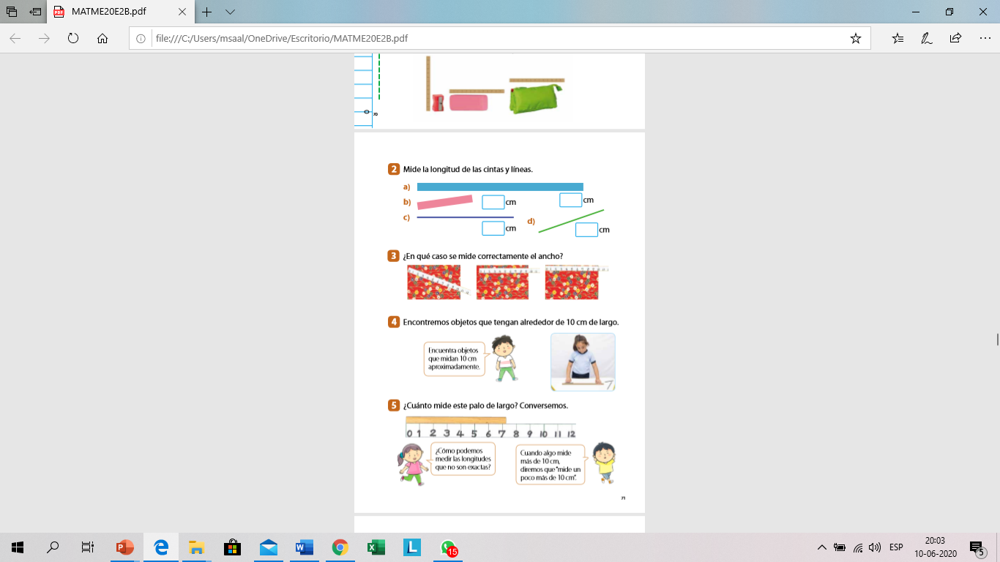 MATME20E2B.pdf
file:///C:/Users/msaal/OneDrive/Escritorio/MATME20E2B.pdf
0
70
2 Mide la longitud de las cintas y líneas.
a)
cm
b)
cm
c)
cm
d)
cm
3 ¿En qué caso se mide correctamente el ancho?
4 Encontremos objetos que tengan alrededor de 10 cm de largo.
Encuentra objetos
que midan 10 cm
aproximadamente.
5 ¿Cuánto mide este palo de largo? Conversemos.
0 1 2 3 4 5 6 7 8 9 10 11 12
¿Cómo podemos
medir las longitudes
que no son exactas?
Cuando algo mide
más de 10 cm,
diremos que "mide un
poco más de 10 cm".
71
15
ESP
20:03
10-06-2020
5